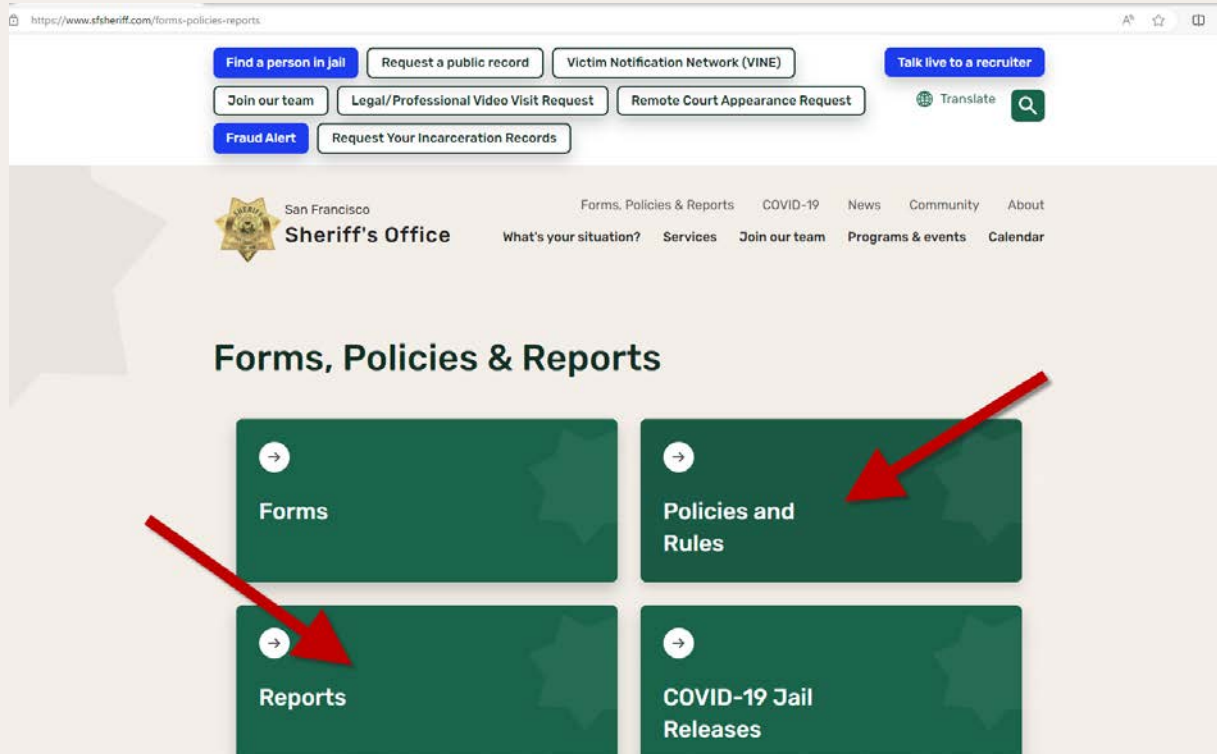 https://www.sfsheriff.com/forms-policies-reports
Find a person in jail Request a public record Victim Notification Network (VINE) Talk live to a recruiter
Join our team Legal/Professional Video Visit Request Remote Court Appearance Request Translate
Fraud Alert Request Your Incarceration Records
San Francisco
Sheriff's Office
Forms, Policies & Reports COVID-19 News Community About
What's your situation? Services Join our team Programs & events Calendar
Forms, Policies & Reports
Forms
Policies and
Rules
Reports
COVID-19 Jail
Releases